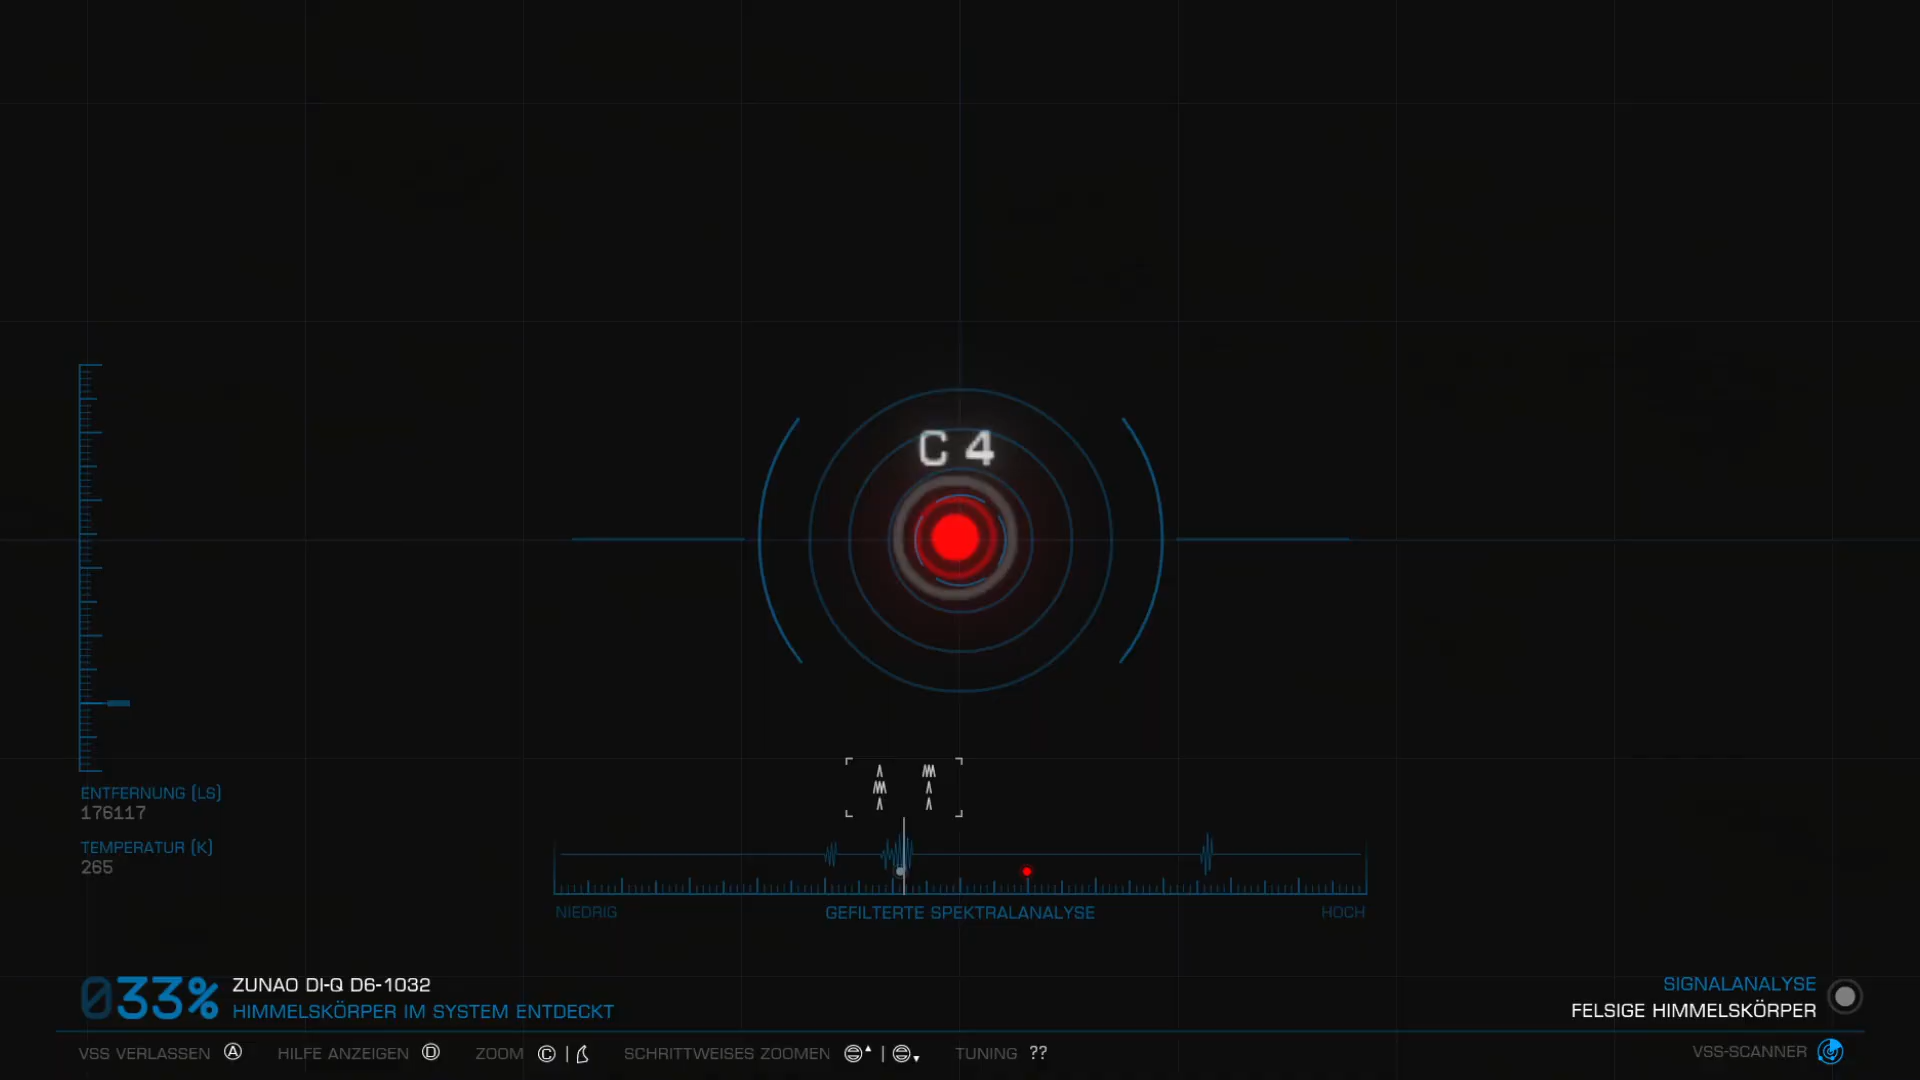 C 4
ENTFERNUNG (LS)
176117
TEMPERATUR (K)
265
NIEDRIG GEFILTERTE SPEKTRALANALYSE HOCH
033% ZUNAO DI-Q D6-1032
HIMMELSKÖRPER IM SYSTEM ENTDECKT
SIGNALANALYSE
FELSIGE HIMMELSKÖRPER
VSS VERLASSEN A HILFE ANZEIGEN D ZOOM C | SCHRITTWEISES ZOOMEN | TUNING ??
VSS-SCANNER